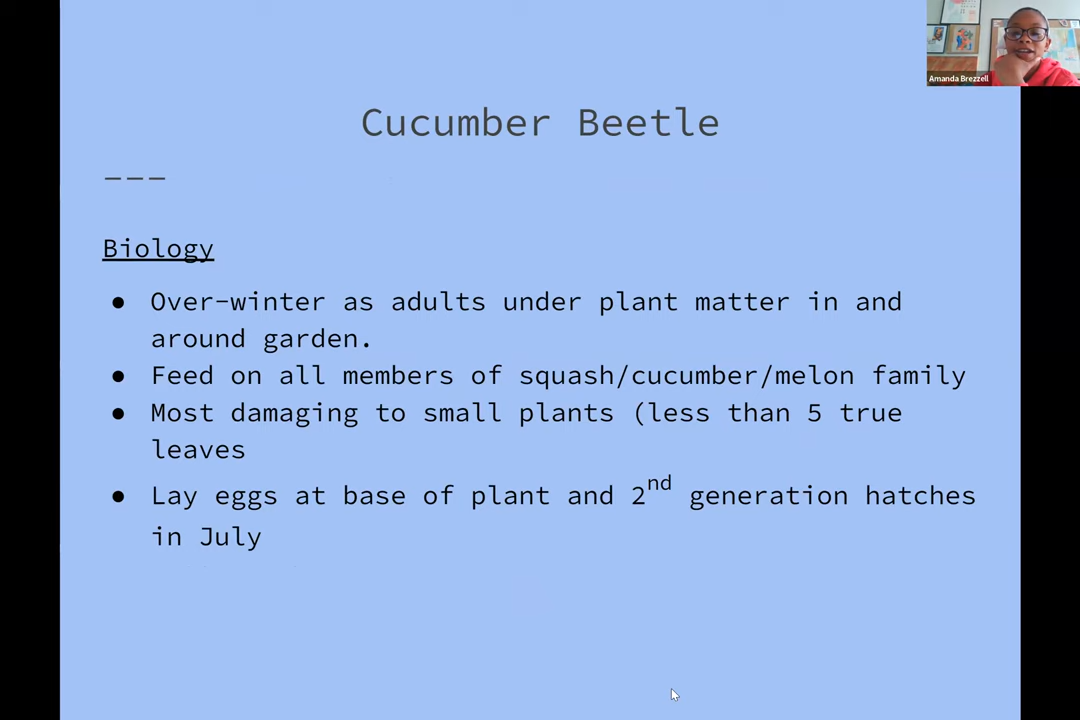 Amanda Brezzell
Cucumber Beetle
———
Biology
● Over-winter as adults under plant matter in and
around garden.
● Feed on all members of squash/cucumber/melon family
● Most damaging to small plants (less than 5 true
leaves
● Lay eggs at base of plant and 2nd generation hatches
in July